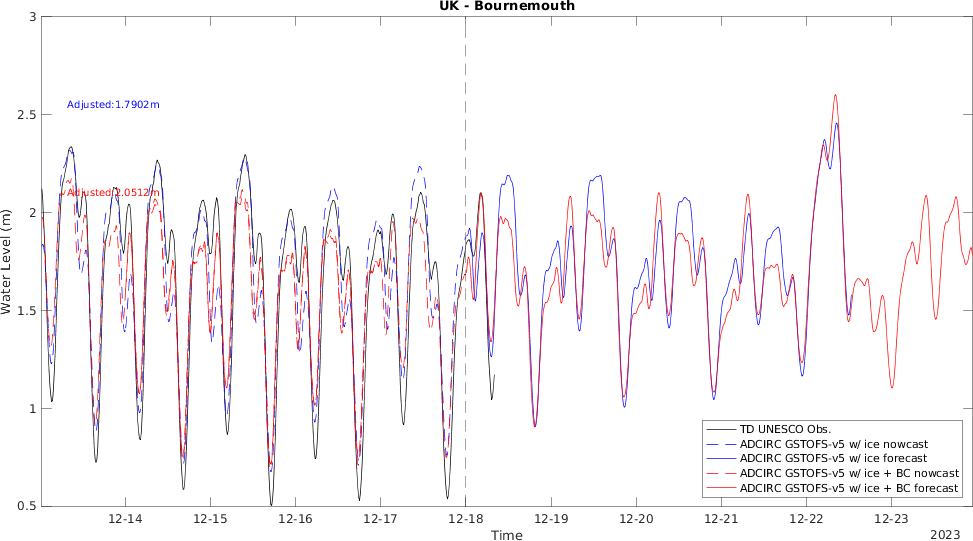 UK - Bournemouth
3
2.5
2
1.5
1
0.5
Water Level (m)
Adjusted:1.7902m
Adjusted:2.0512m
TD UNESCO Obs.
ADCIRC GSTOFS-v5 w/ ice nowcast
ADCIRC GSTOFS-v5 w/ ice forecast
ADCIRC GSTOFS-v5 w/ ice + BC nowcast
ADCIRC GSTOFS-v5 w/ ice + BC forecast
12-14 12-15 12-16 12-17 12-18 12-19 12-20 12-21 12-22 12-23
Time
2023